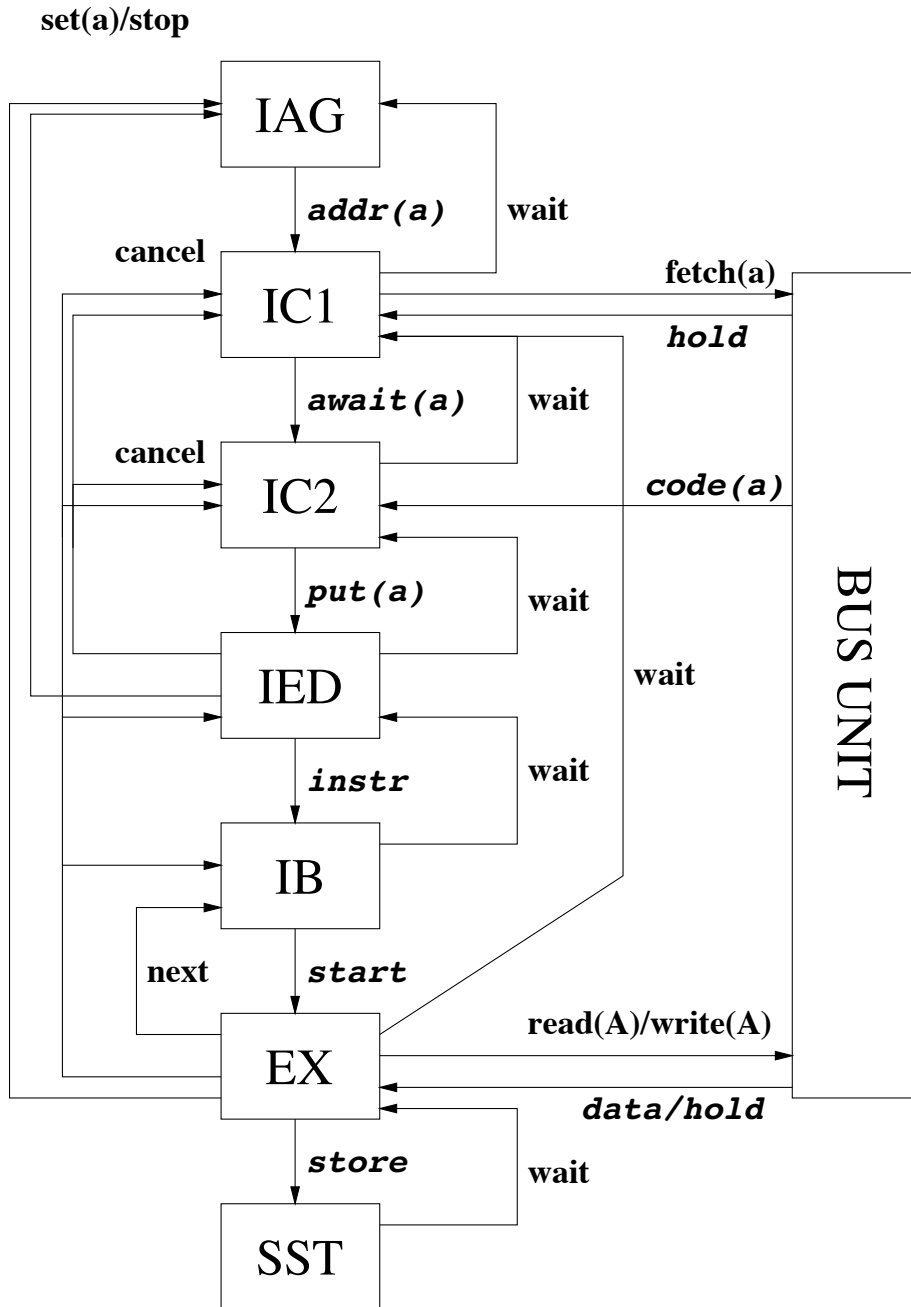 set(a)/stop
IAG
addr(a)
wait
cancel
fetch(a)
IC1
hold
await(a)
wait
cancel
code(a)
IC2
put(a)
wait
BUS UNIT
IED
wait
instr
wait
IB
next
start
read(A)/write(A)
EX
data/hold
store
wait
SST